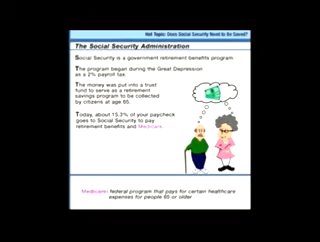 Hot Topic: Does Social Security Need to Be Saved?
The Social Security Administration
Social Security is a government retirement benefits program.
The program began during the Great Depression
as a 2% payroll tax.
The money was put into a trust
fund to serve as a retirement
savings program to be collected
by citizens at age 65.
Today, about 15.3% of your paycheck
goes to Social Security to pay
retirement benefits and Medicare.
Medicare: federal program that pays for certain healthcare
expenses for people 65 or older